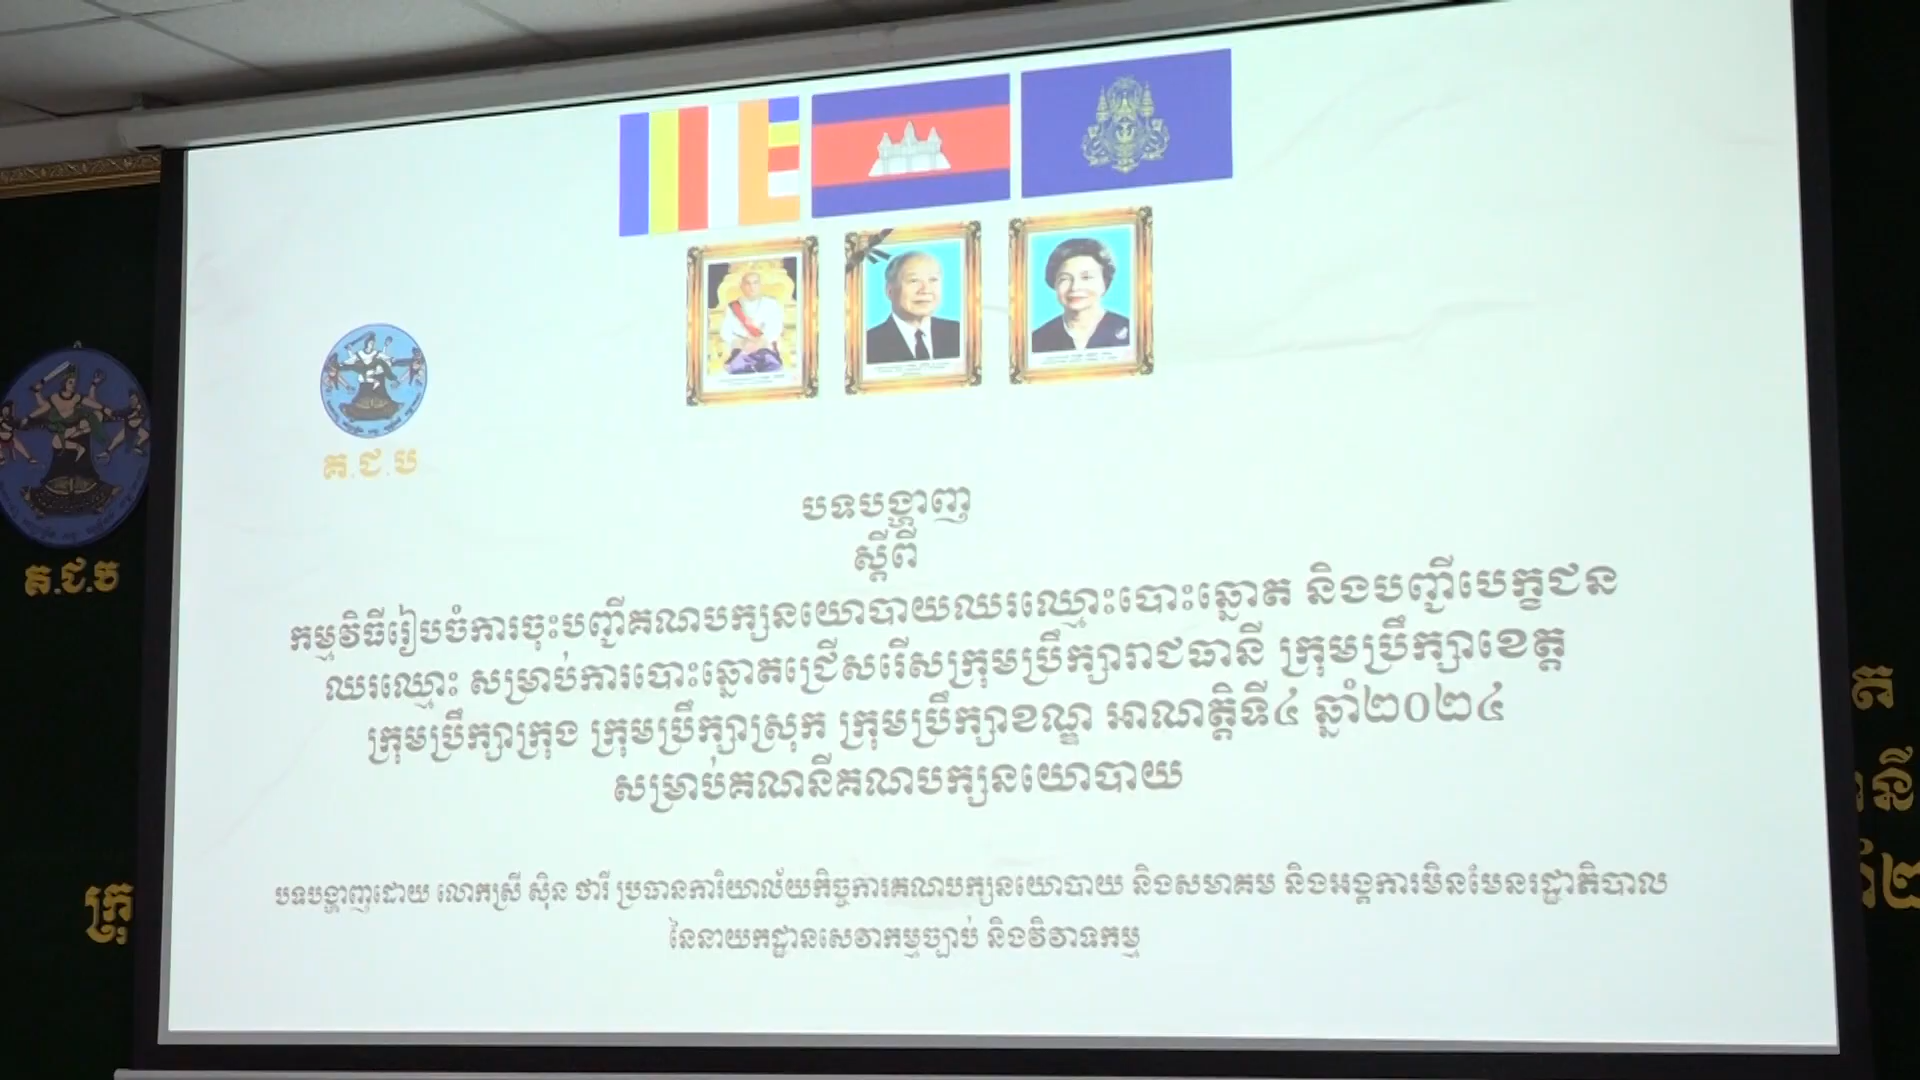 គ.ជ.ប
គ.ជ.ប
បទបង្ហាញ
ស្តីពី
កម្មវិធីរៀបចំការចុះបញ្ជីគណបក្សនយោបាយឈរឈ្មោះបោះឆ្នោត និងបញ្ជីបេក្ខជន
ឈរឈ្មោះ សម្រាប់ការបោះឆ្នោតជ្រើសរើសក្រុមប្រឹក្សារាជធានី ក្រុមប្រឹក្សាខេត្ត
ក្រុមប្រឹក្សាក្រុង ក្រុមប្រឹក្សាស្រុក ក្រុមប្រឹក្សាខណ្ឌ អាណត្តិទី៤ ឆ្នាំ២០២៤
សម្រាប់គណនីគណបក្សនយោបាយ
បទបង្ហាញដោយ លោកស្រី ស៊ិន ថារី ប្រធានការិយាល័យកិច្ចការគណបក្សនយោបាយ និងសមាគម និងអង្គការមិនមែនរដ្ឋាភិបាល
នៃនាយកដ្ឋានសេវាកម្មច្បាប់ និងវិវាទកម្ម